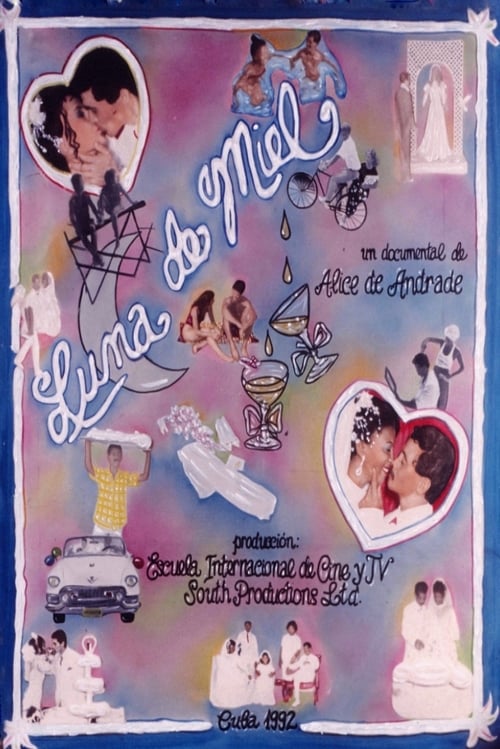 Luna de Miel
un documental de
Alice de Andrade
producción:
Escuela Internacional de Cine y TV
South Productions Ltd.
Cuba 1992